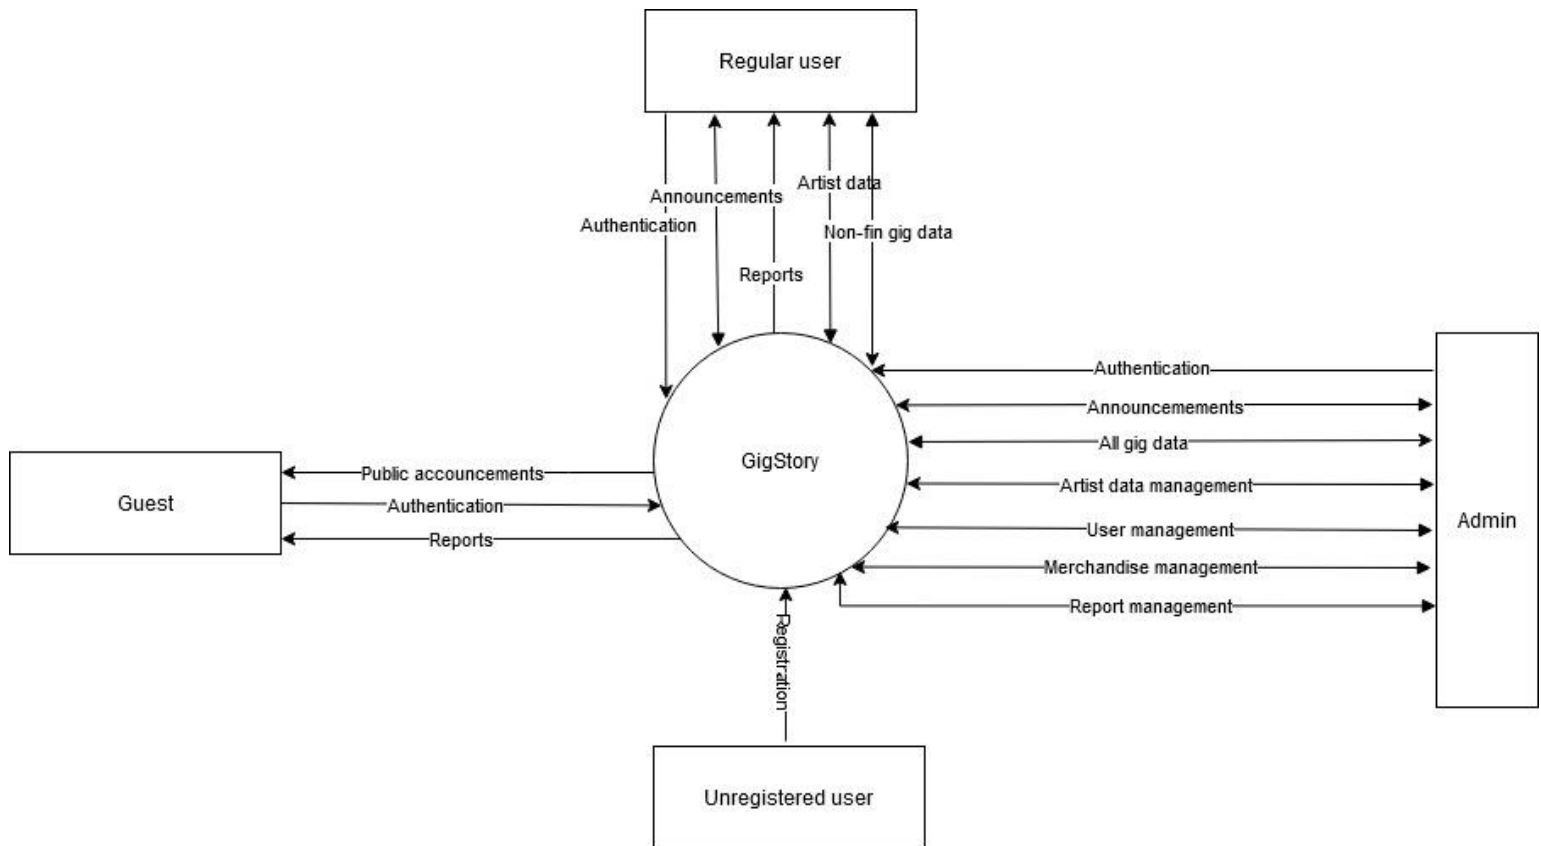 Regular user
Artist data
Announcements
Authentication
Non-fin gig data
Reports
Authentication
Announcemements
All gig data
GigStory
Public accouncements
Artist data management
Guest
Authentication
Admin
User management
Reports
Merchandise management
Report management
Registration
Unregistered user